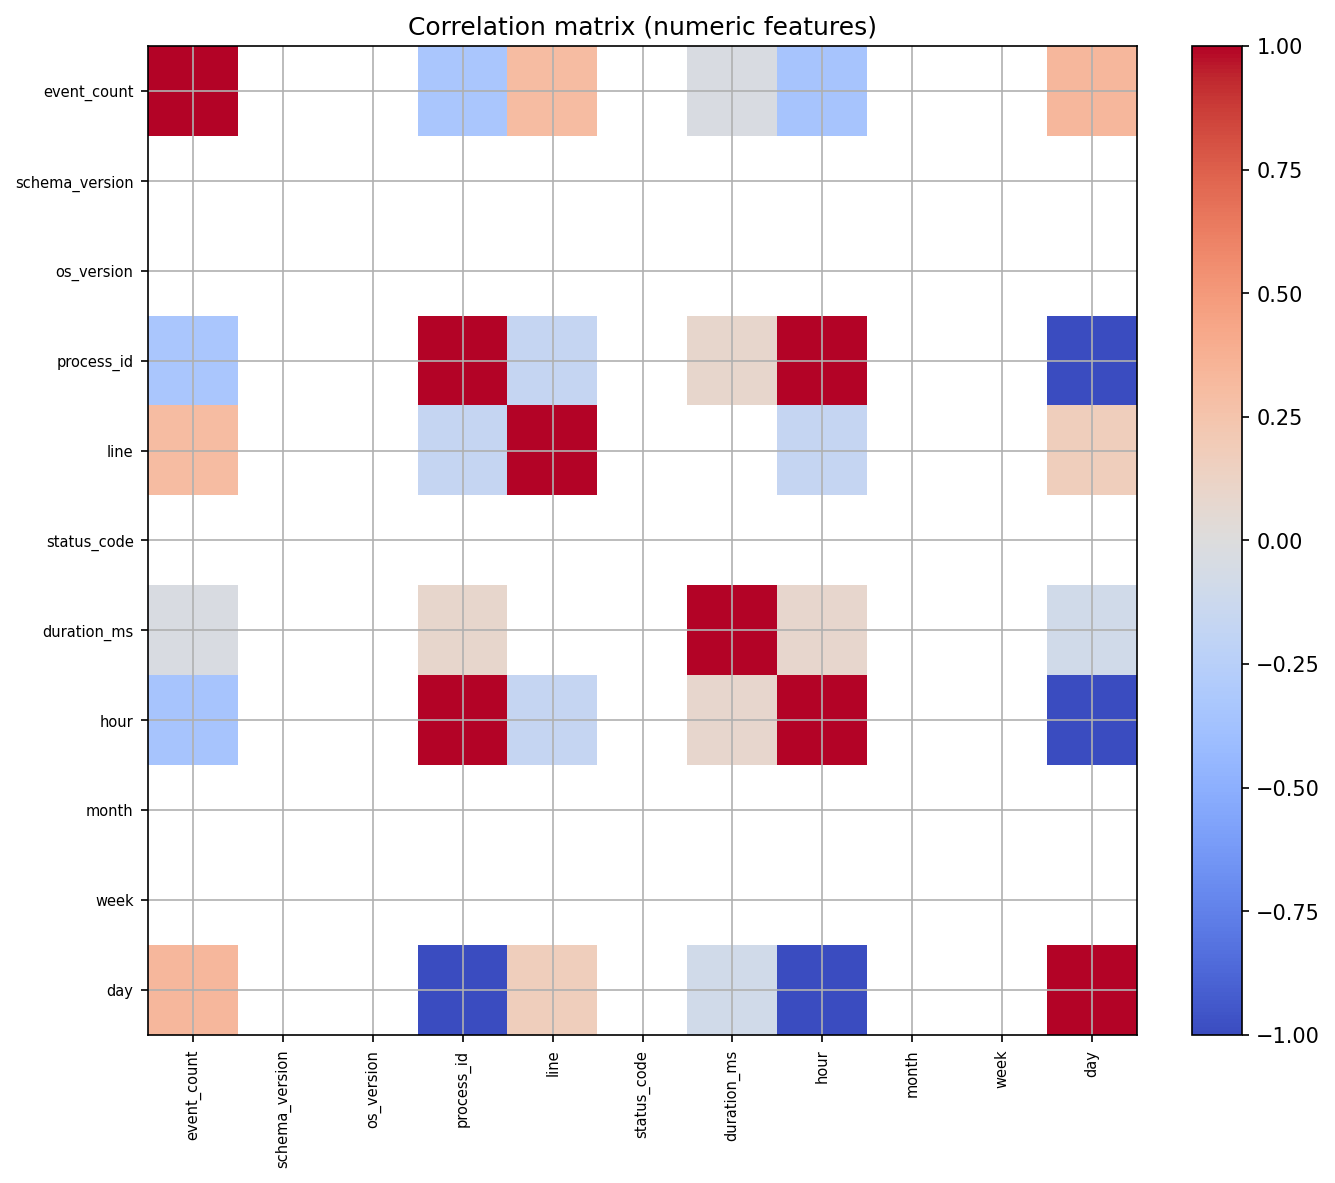 Correlation matrix (numeric features)
event_count
schema_version
os_version
process_id
line
status_code
duration_ms
hour
month
week
day
event_count
schema_version
os_version
process_id
line
status_code
duration_ms
hour
month
week
day
1.00
0.75
0.50
0.25
0.00
−0.25
−0.50
−0.75
−1.00